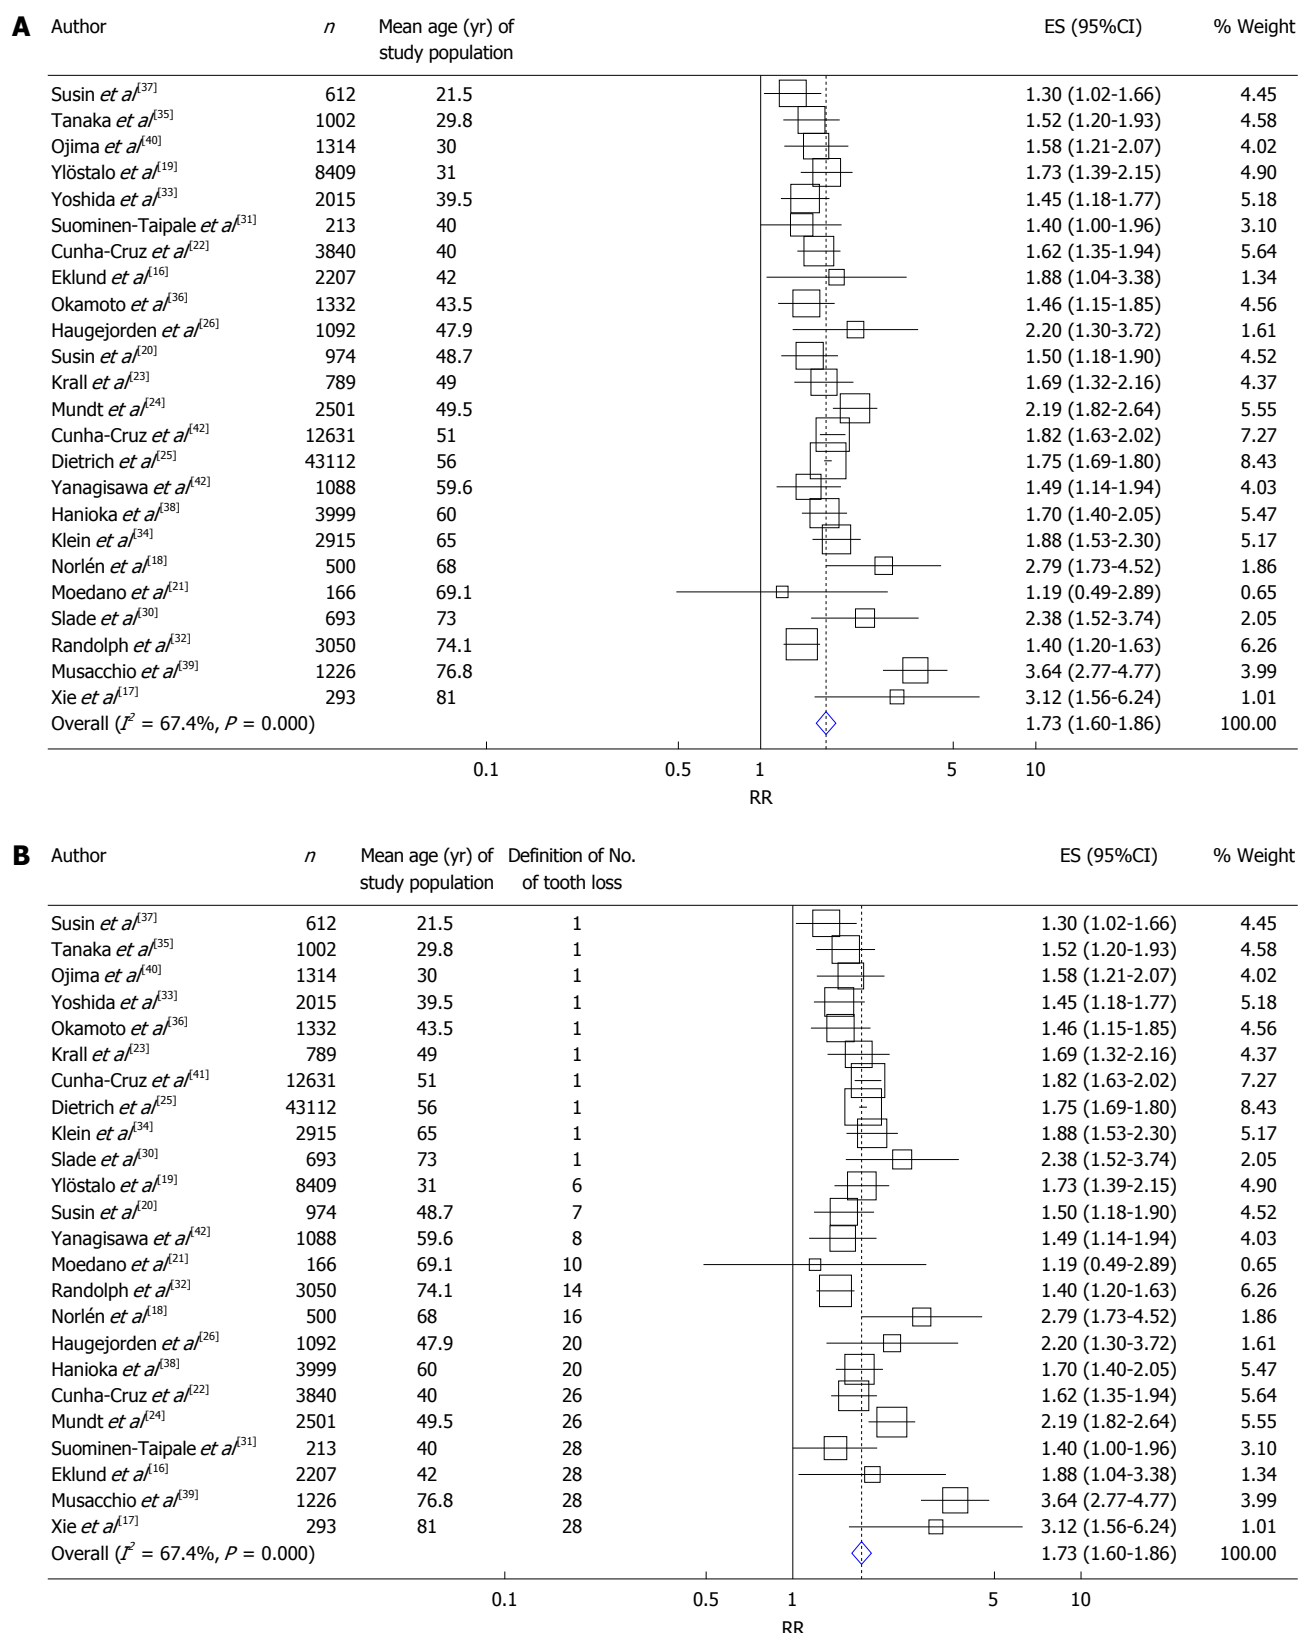 A Author n Mean age (yr) of ES (95%CI) % Weight
study population
Susin et al[37] 612 21.5 1.30 (1.02-1.66) 4.45
Tanaka et al[35] 1002 29.8 1.52 (1.20-1.93) 4.58
Ojima et al[40] 1314 30 1.58 (1.21-2.07) 4.02
Ylöstalo et al[19] 8409 31 1.73 (1.39-2.15) 4.90
Yoshida et al[33] 2015 39.5 1.45 (1.18-1.77) 5.18
Suominen-Taipale et al[31] 213 40 1.40 (1.00-1.96) 3.10
Cunha-Cruz et al[22] 3840 40 1.62 (1.35-1.94) 5.64
Eklund et al[16] 2207 42 1.88 (1.04-3.38) 1.34
Okamoto et al[36] 1332 43.5 1.46 (1.15-1.85) 4.56
Haugejorden et al[26] 1092 47.9 2.20 (1.30-3.72) 1.61
Susin et al[20] 974 48.7 1.50 (1.18-1.90) 4.52
Krall et al[23] 789 49 1.69 (1.32-2.16) 4.37
Mundt et al[24] 2501 49.5 2.19 (1.82-2.64) 5.55
Cunha-Cruz et al[42] 12631 51 1.82 (1.63-2.02) 7.27
Dietrich et al[25] 43112 56 1.75 (1.69-1.80) 8.43
Yanagisawa et al[42] 1088 59.6 1.49 (1.14-1.94) 4.03
Hanioka et al[38] 3999 60 1.70 (1.40-2.05) 5.47
Klein et al[34] 2915 65 1.88 (1.53-2.30) 5.17
Norlén et al[18] 500 68 2.79 (1.73-4.52) 1.86
Moedano et al[21] 166 69.1 1.19 (0.49-2.89) 0.65
Slade et al[30] 693 73 2.38 (1.52-3.74) 2.05
Randolph et al[32] 3050 74.1 1.40 (1.20-1.63) 6.26
Musacchio et al[39] 1226 76.8 3.64 (2.77-4.77) 3.99
Xie et al[17] 293 81 3.12 (1.56-6.24) 1.01
Overall (I² = 67.4%, P = 0.000) 1.73 (1.60-1.86) 100.00
0.1 0.5 1 5 10
RR
B Author n Mean age (yr) of Definition of No. ES (95%CI) % Weight
study population of tooth loss
Susin et al[37] 612 21.5 1 1.30 (1.02-1.66) 4.45
Tanaka et al[35] 1002 29.8 1 1.52 (1.20-1.93) 4.58
Ojima et al[40] 1314 30 1 1.58 (1.21-2.07) 4.02
Yoshida et al[33] 2015 39.5 1 1.45 (1.18-1.77) 5.18
Okamoto et al[36] 1332 43.5 1 1.46 (1.15-1.85) 4.56
Krall et al[23] 789 49 1 1.69 (1.32-2.16) 4.37
Cunha-Cruz et al[41] 12631 51 1 1.82 (1.63-2.02) 7.27
Dietrich et al[25] 43112 56 1 1.75 (1.69-1.80) 8.43
Klein et al[34] 2915 65 1 1.88 (1.53-2.30) 5.17
Slade et al[30] 693 73 1 2.38 (1.52-3.74) 2.05
Ylöstalo et al[19] 8409 31 6 1.73 (1.39-2.15) 4.90
Susin et al[20] 974 48.7 7 1.50 (1.18-1.90) 4.52
Yanagisawa et al[42] 1088 59.6 8 1.49 (1.14-1.94) 4.03
Moedano et al[21] 166 69.1 10 1.19 (0.49-2.89) 0.65
Randolph et al[32] 3050 74.1 14 1.40 (1.20-1.63) 6.26
Norlén et al[18] 500 68 16 2.79 (1.73-4.52) 1.86
Haugejorden et al[26] 1092 47.9 20 2.20 (1.30-3.72) 1.61
Hanioka et al[38] 3999 60 20 1.70 (1.40-2.05) 5.47
Cunha-Cruz et al[22] 3840 40 26 1.62 (1.35-1.94) 5.64
Mundt et al[24] 2501 49.5 26 2.19 (1.82-2.64) 5.55
Suominen-Taipale et al[31] 213 40 28 1.40 (1.00-1.96) 3.10
Eklund et al[16] 2207 42 28 1.88 (1.04-3.38) 1.34
Musacchio et al[39] 1226 76.8 28 3.64 (2.77-4.77) 3.99
Xie et al[17] 293 81 28 3.12 (1.56-6.24) 1.01
Overall (I² = 67.4%, P = 0.000) 1.73 (1.60-1.86) 100.00
0.1 0.5 1 5 10
RR